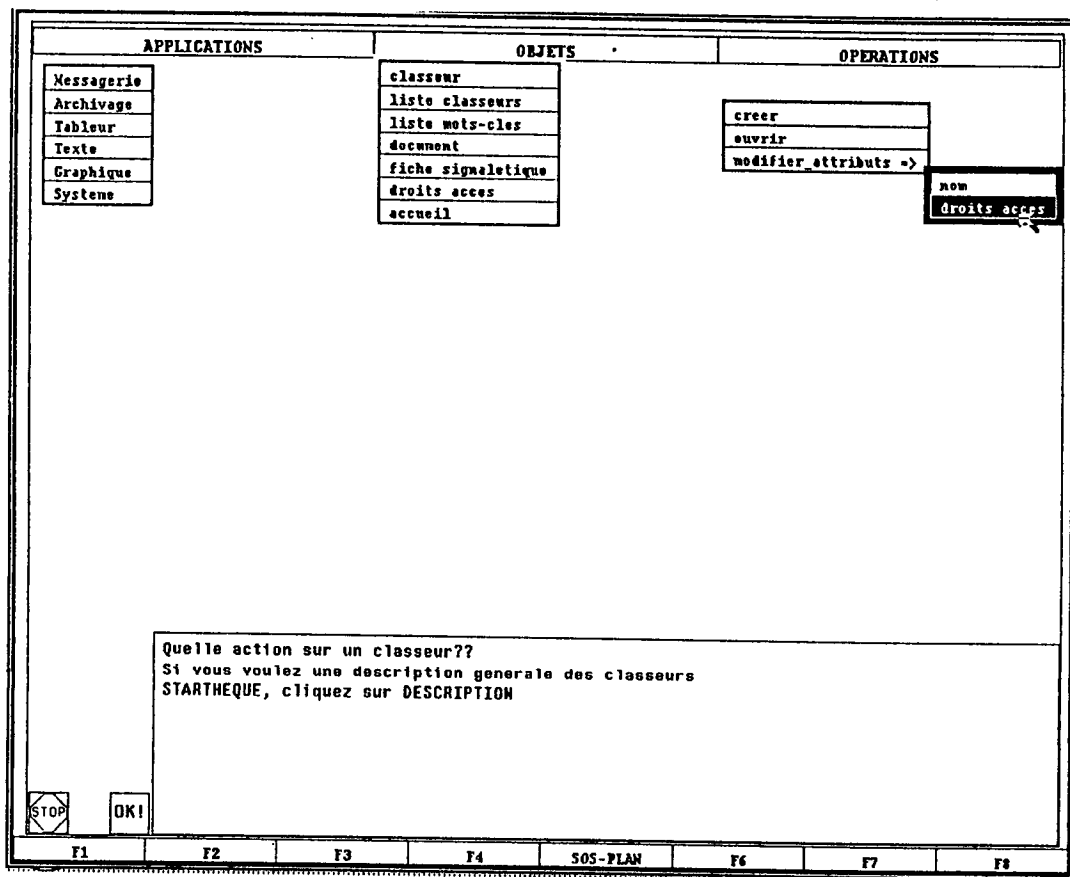 APPLICATIONS
OBJETS
OPERATIONS
Messagerie
Archivage
Tableur
Texte
Graphique
Systeme
classeur
liste classeurs
liste mots-cles
document
fiche signaletique
droits acces
accueil
creer
ouvrir
modifier_attributs =>
nom
droits acces
Quelle action sur un classeur??
Si vous voulez une description generale des classeurs
STARTHEQUE, cliquez sur DESCRIPTION
STOP
OK!
F1
F2
F3
F4
SOS-PLAN
F6
F7
F8